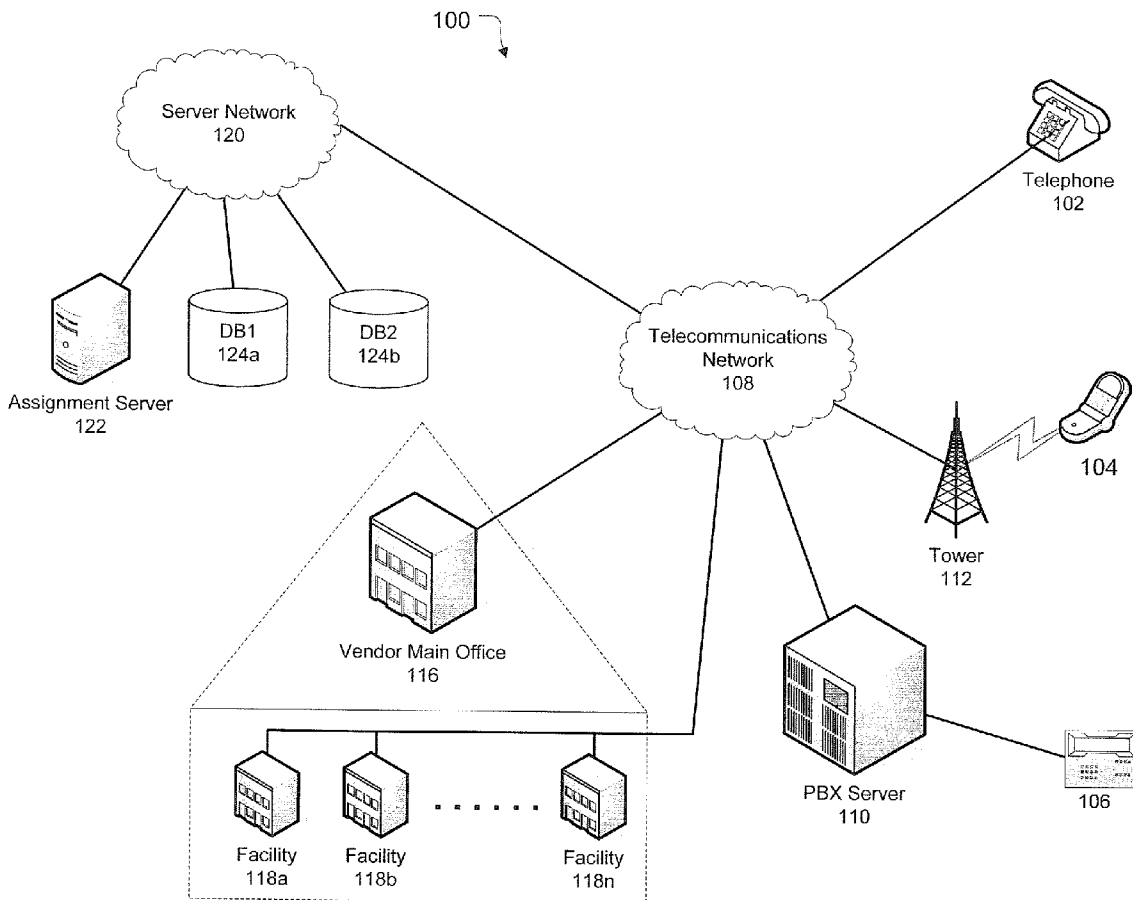 100
Server Network
120
Telephone
102
DB1
124a
DB2
124b
Telecommunications
Network
108
Assignment Server
122
104
Tower
112
Vendor Main Office
116
PBX Server
110
106
Facility
118a
Facility
118b
Facility
118n